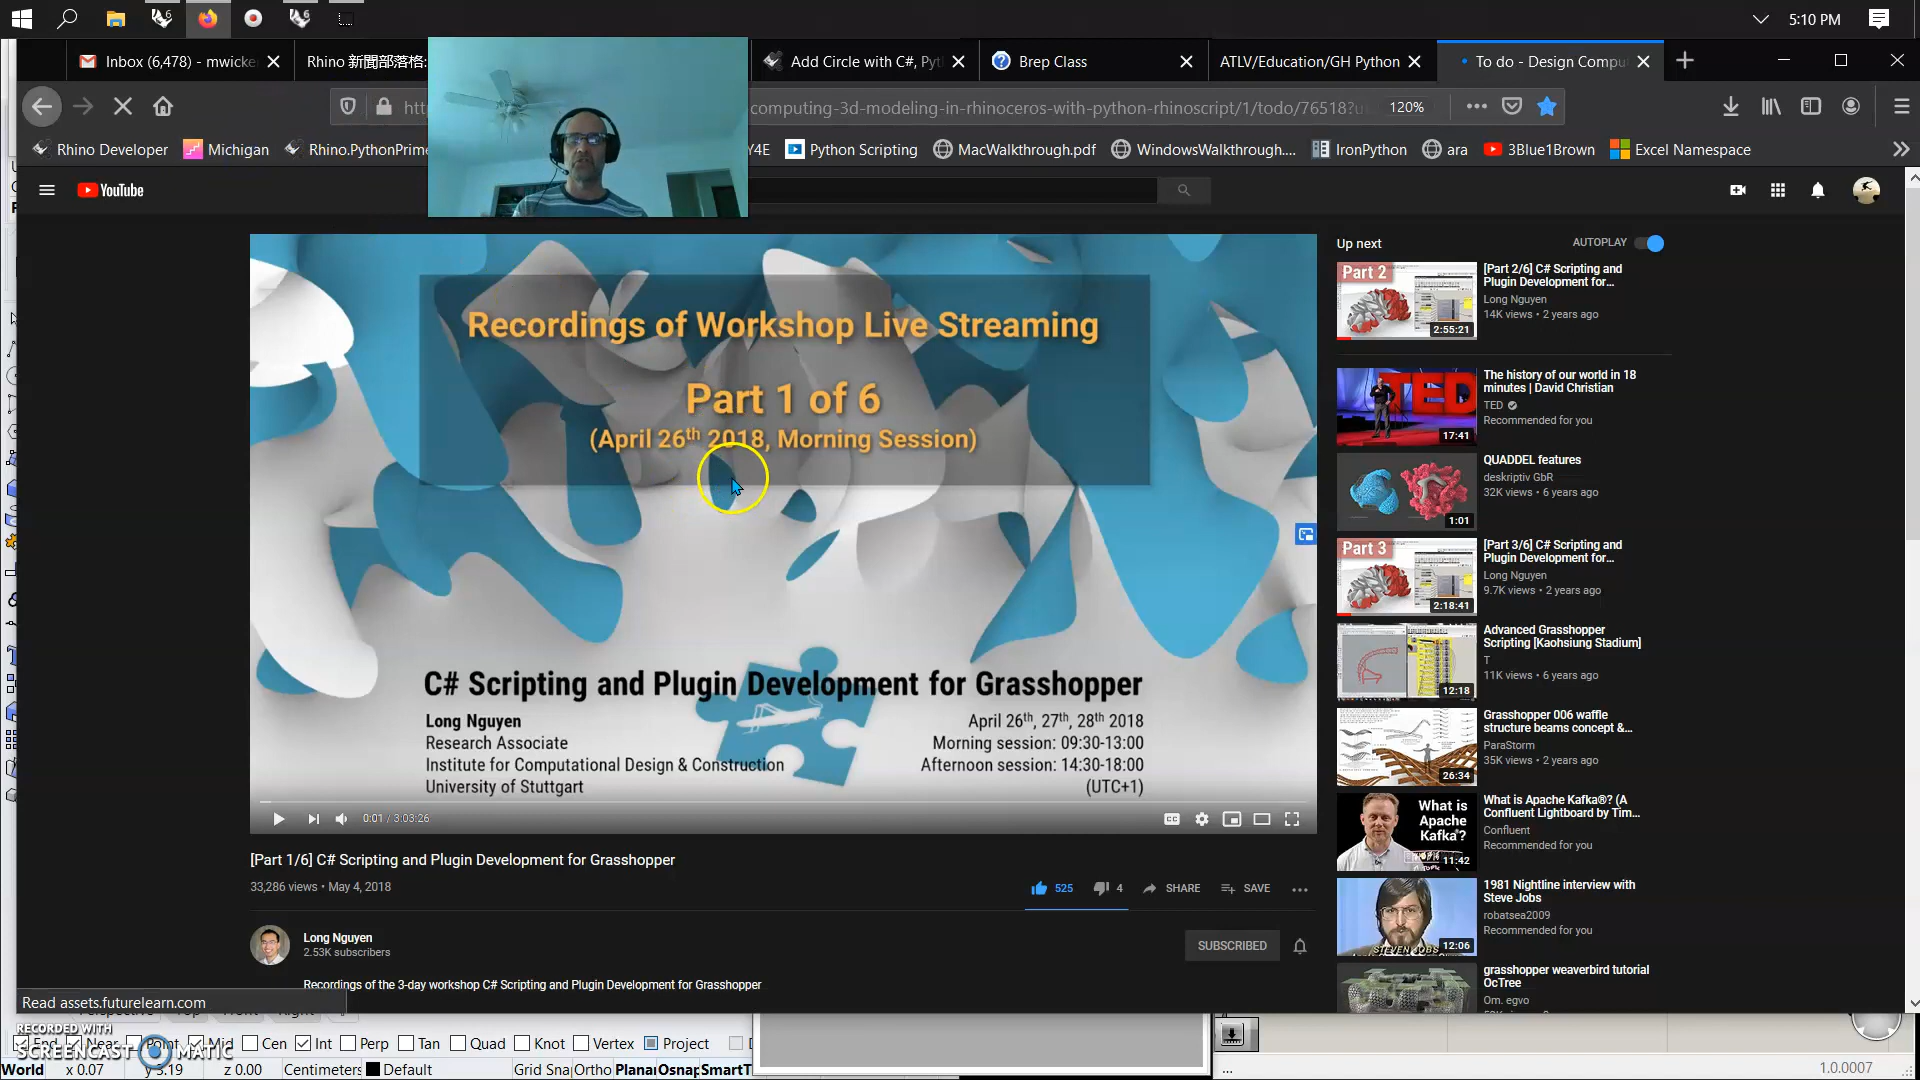 5:10 PM
Inbox (6,478) - mwicke
Rhino 新聞部落格:
Add Circle with C#, Pyt
Brep Class
ATLV/Education/GH Python
To do - Design Compu
computing-3d-modeling-in-rhinoceros-with-python-rhinoscript/1/todo/76518?u
120%
Rhino Developer
Michigan
Rhino.PythonPrime
Y4E
Python Scripting
MacWalkthrough.pdf
WindowsWalkthrough....
IronPython
ara
3Blue1Brown
Excel Namespace
YouTube
Recordings of Workshop Live Streaming
Part 1 of 6
(April 26th 2018, Morning Session)
C# Scripting and Plugin Development for Grasshopper
Long Nguyen
Research Associate
Institute for Computational Design & Construction
University of Stuttgart
April 26th, 27th, 28th 2018
Morning session: 09:30-13:00
Afternoon session: 14:30-18:00
(UTC+1)
0:01 / 3:03:26
[Part 1/6] C# Scripting and Plugin Development for Grasshopper
33,286 views • May 4, 2018
525
4
SHARE
SAVE
Long Nguyen
2.53K subscribers
SUBSCRIBED
Recordings of the 3-day workshop C# Scripting and Plugin Development for Grasshopper
Up next
AUTOPLAY
Part 2
2:55:21
[Part 2/6] C# Scripting and
Plugin Development for...
Long Nguyen
14K views • 2 years ago
TED
17:41
The history of our world in 18
minutes | David Christian
TED
Recommended for you
1:01
QUADDEL features
deskriptiv GbR
32K views • 6 years ago
Part 3
2:18:41
[Part 3/6] C# Scripting and
Plugin Development for...
Long Nguyen
9.7K views • 2 years ago
12:18
Advanced Grasshopper
Scripting [Kaohsiung Stadium]
T
11K views • 6 years ago
26:34
Grasshopper 006 waffle
structure beams concept &...
ParaStorm
35K views • 2 years ago
What is
Apache
Kafka?
11:42
What is Apache Kafka®? (A
Confluent Lightboard by Tim...
Confluent
Recommended for you
STEVEN JOBS
12:06
1981 Nightline interview with
Steve Jobs
robatsea2009
Recommended for you
grasshopper weaverbird tutorial
OcTree
Om. egvo
Read assets.futurelearn.com
RECORDED WITH
SCREENCAST MATIC
End
Near
Point
Mid
Cen
Int
Perp
Tan
Quad
Knot
Vertex
Project
World
x 0.07
y 3.19
z 0.00
Centimeters
Default
Grid Snap
Ortho
Planar
Osnap
SmartT
...
1.0.0007